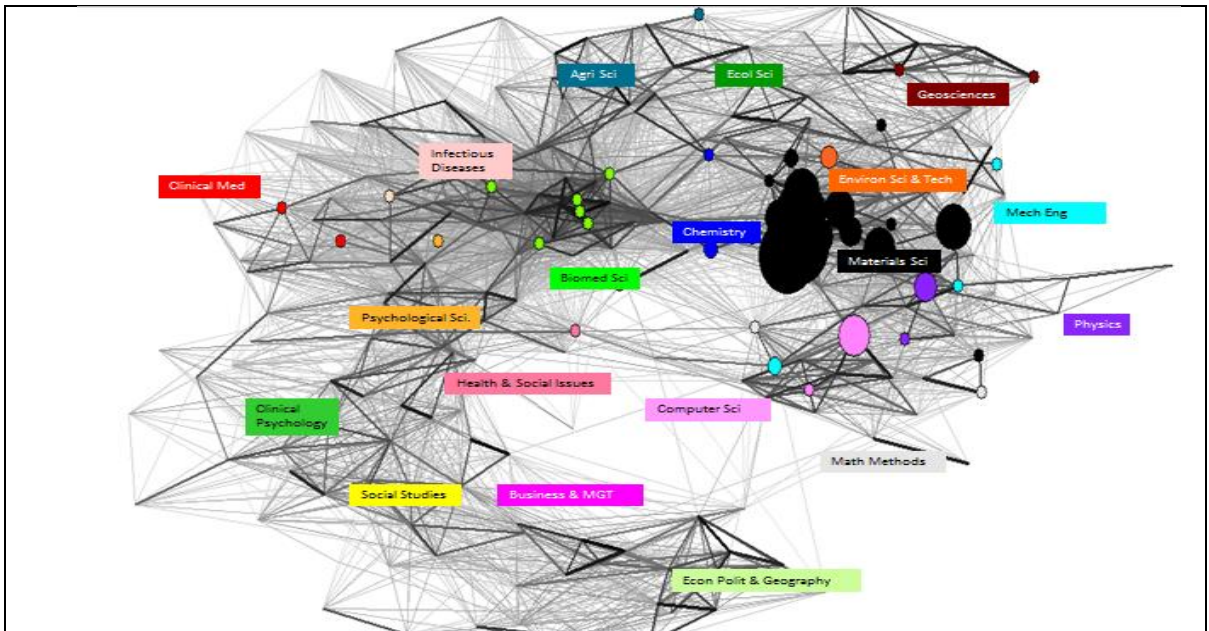 Agri Sci
Ecol Sci
Geosciences
Infectious
Diseases
Clinical Med
Environ Sci & Tech
Mech Eng
Chemistry
Materials Sci
Biomed Sci
Psychological Sci.
Physics
Health & Social Issues
Clinical
Psychology
Computer Sci
Math Methods
Social Studies
Business & MGT
Econ Polit & Geography